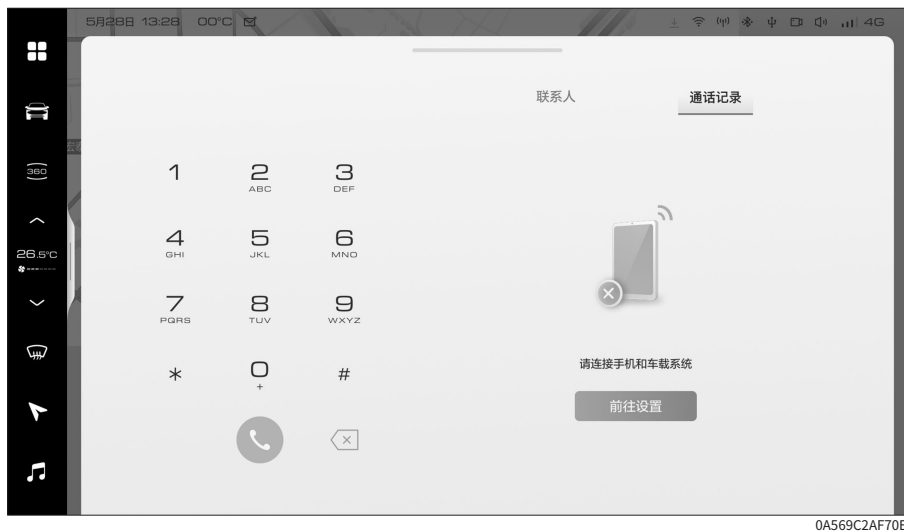 5月28日 13:28 00°C
4G
联系人 通话记录
360
1 2 3
ABC DEF
26.5°C
4 5 6
GHI JKL MNO
7 8 9
PQRS TUV WXYZ
* 0 #
+
请连接手机和车载系统
前往设置
0A569C2AF70E